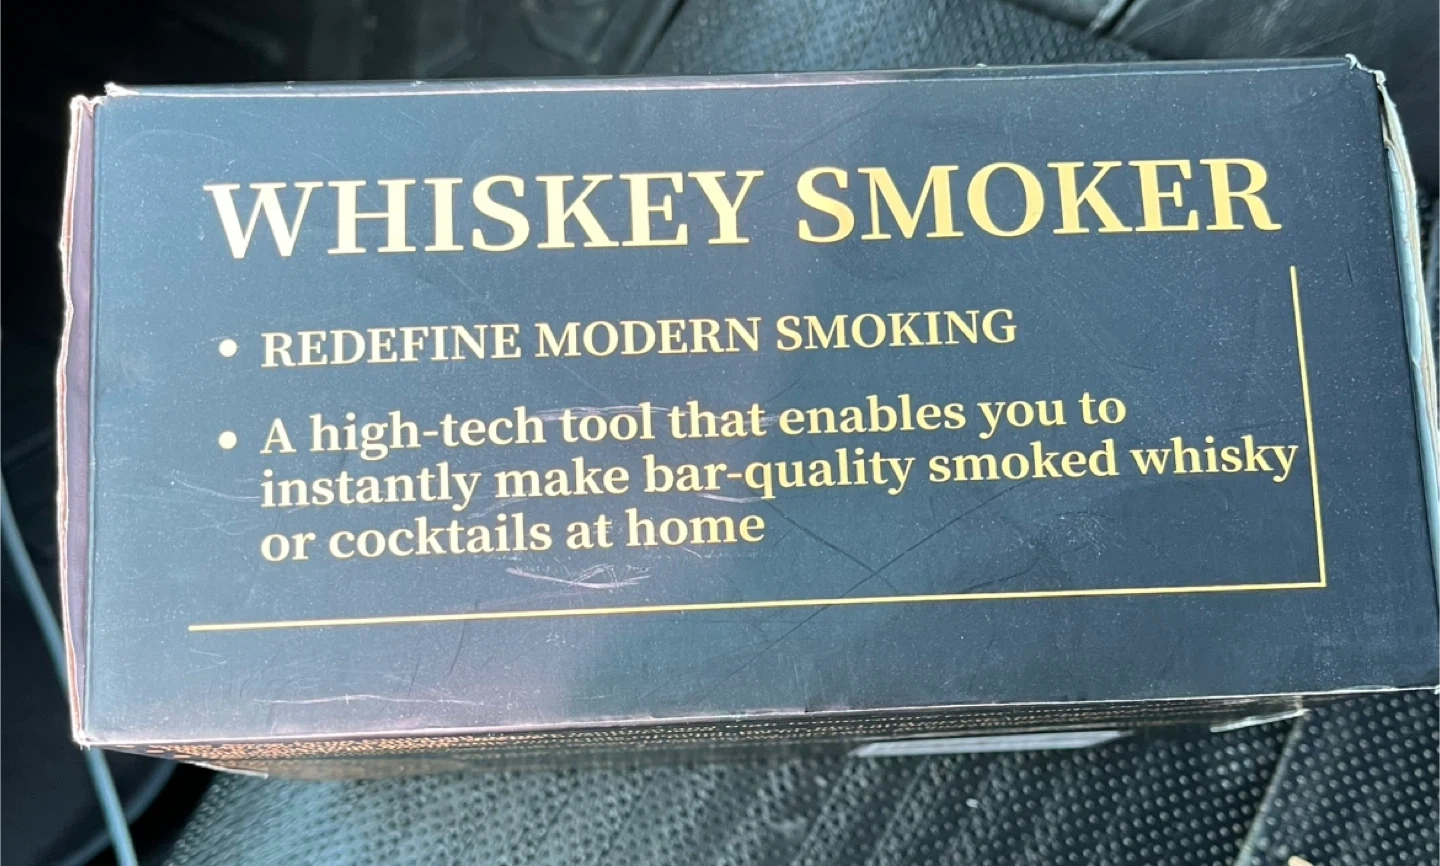 WHISKEY SMOKER
• REDEFINE MODERN SMOKING
• A high-tech tool that enables you to
instantly make bar-quality smoked whisky
or cocktails at home